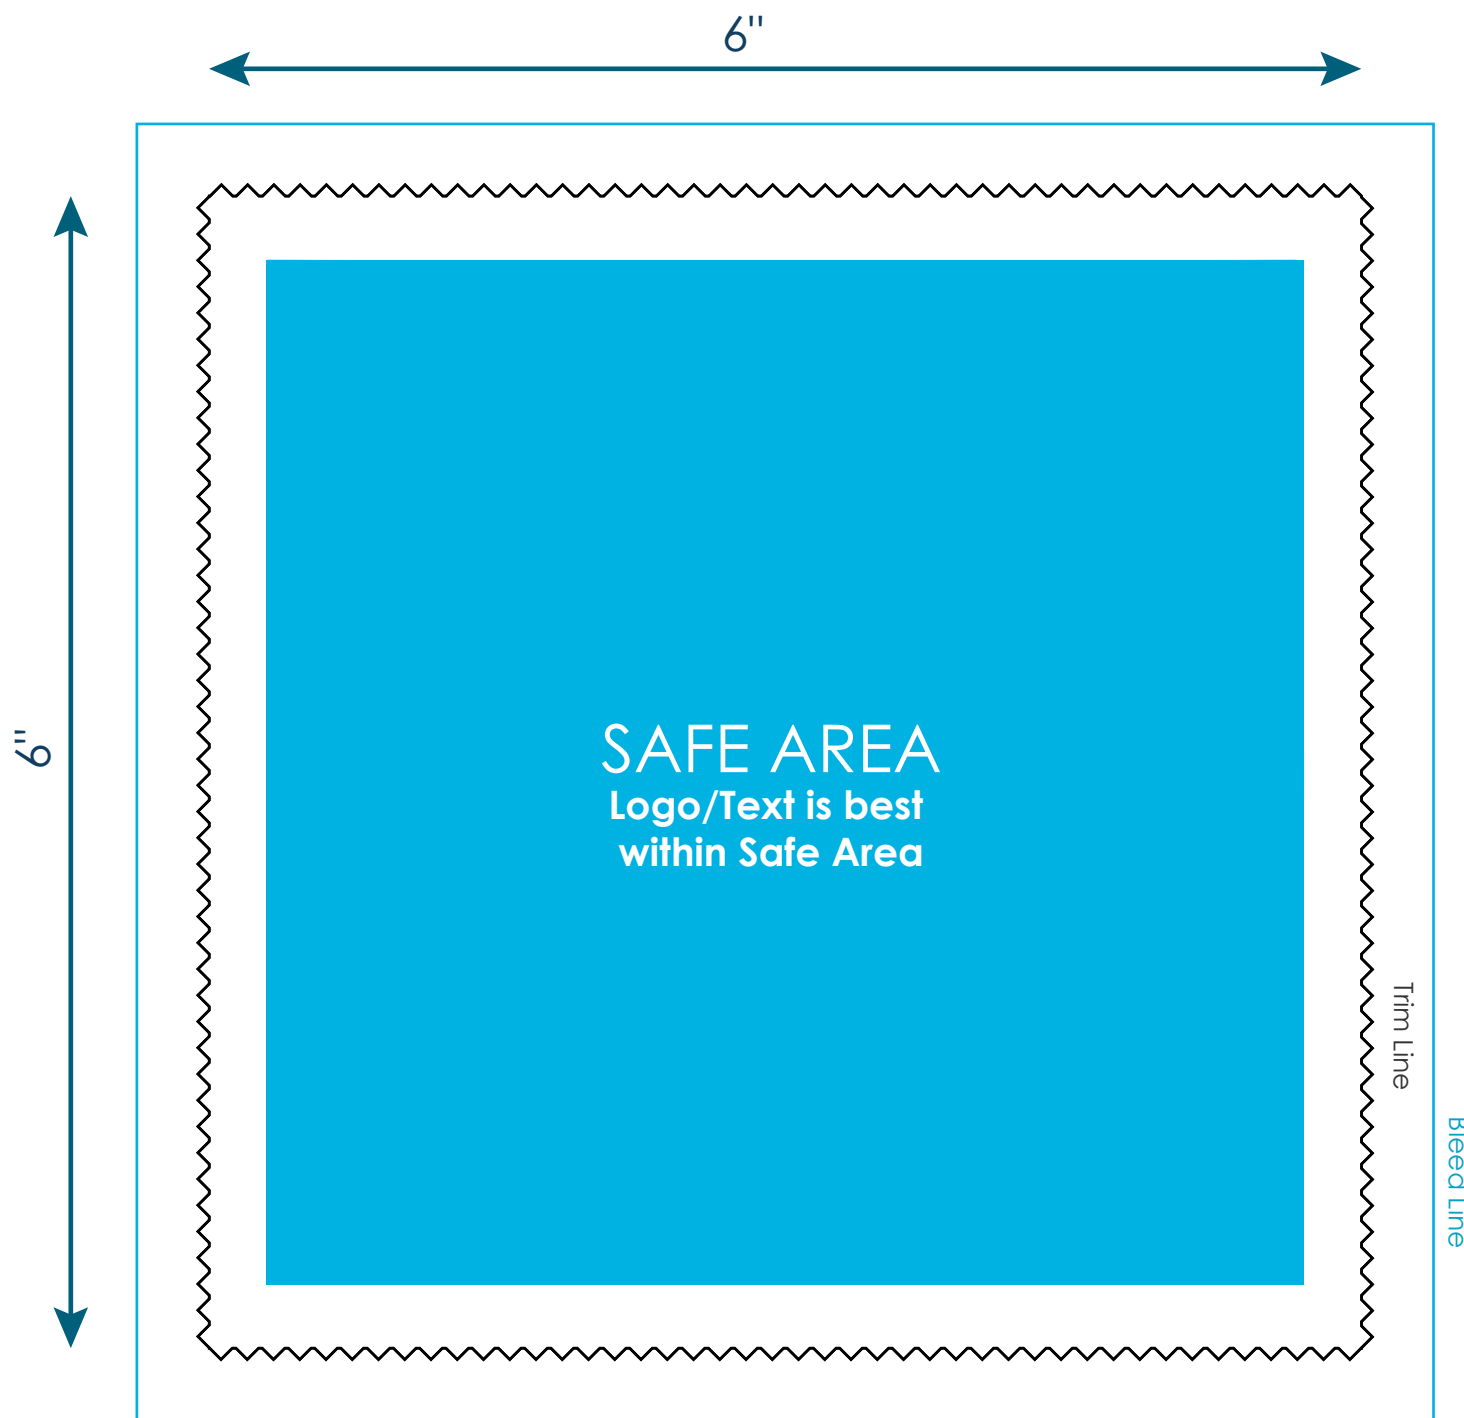 6"
6"
SAFE AREA
Logo/Text is best
within Safe Area
Trim Line
Bleed Line